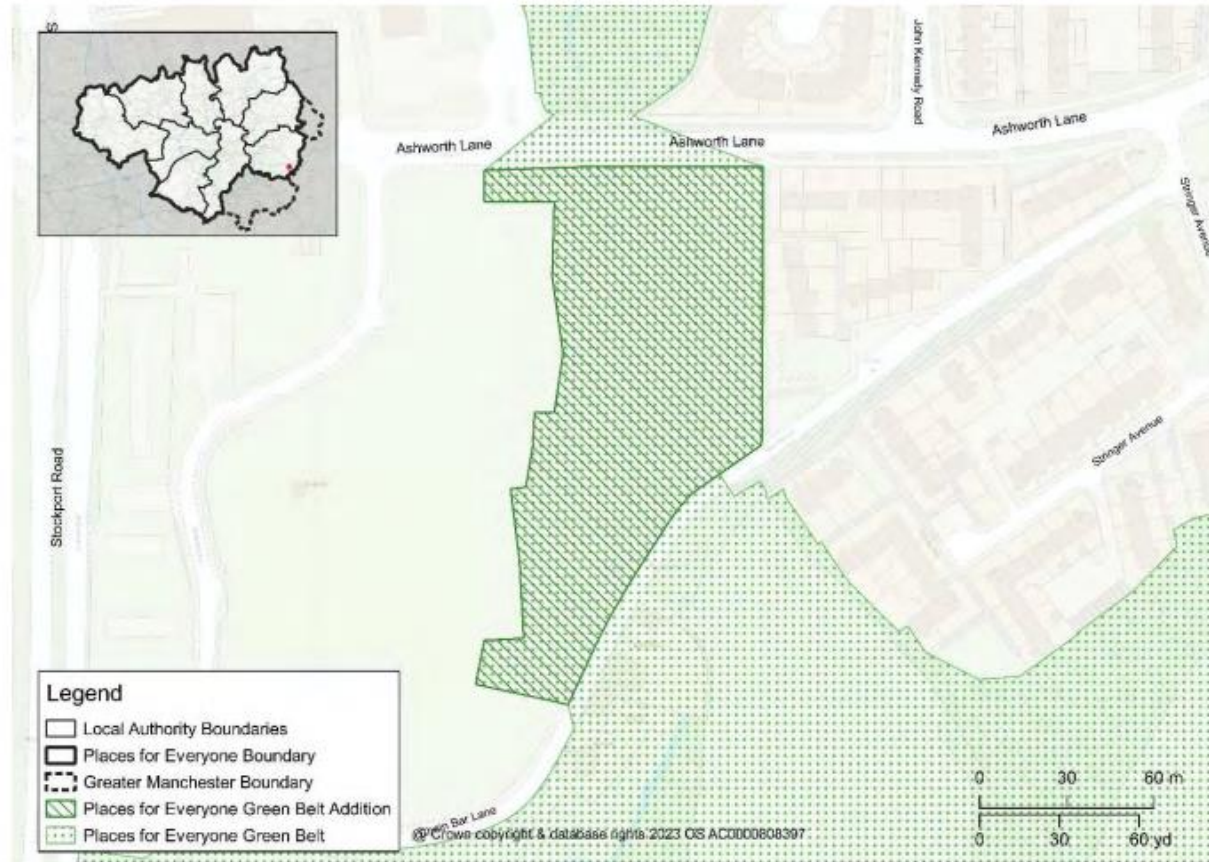 S
Ashworth Lane
Ashworth Lane
John Kennedy Road
Ashworth Lane
Stringer Avenue
Stringer Avenue
Stockport Road
Legend
Local Authority Boundaries
Places for Everyone Boundary
Greater Manchester Boundary
Places for Everyone Green Belt Addition
Places for Everyone Green Belt
Bar Lane
@ Crown copyright & database rights 2023 OS AC0000808397
0 30 60 m
0 30 60 yd